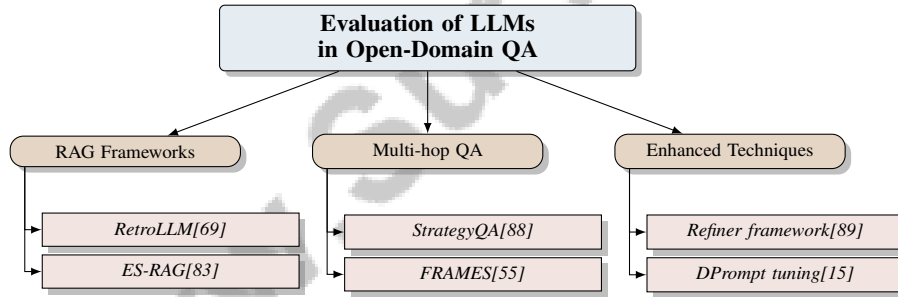 Evaluation of LLMs
in Open-Domain QA
RAG Frameworks
RetroLLM[69]
ES-RAG[83]
Multi-hop QA
StrategyQA[88]
FRAMES[55]
Enhanced Techniques
Refiner framework[89]
DPrompt tuning[15]